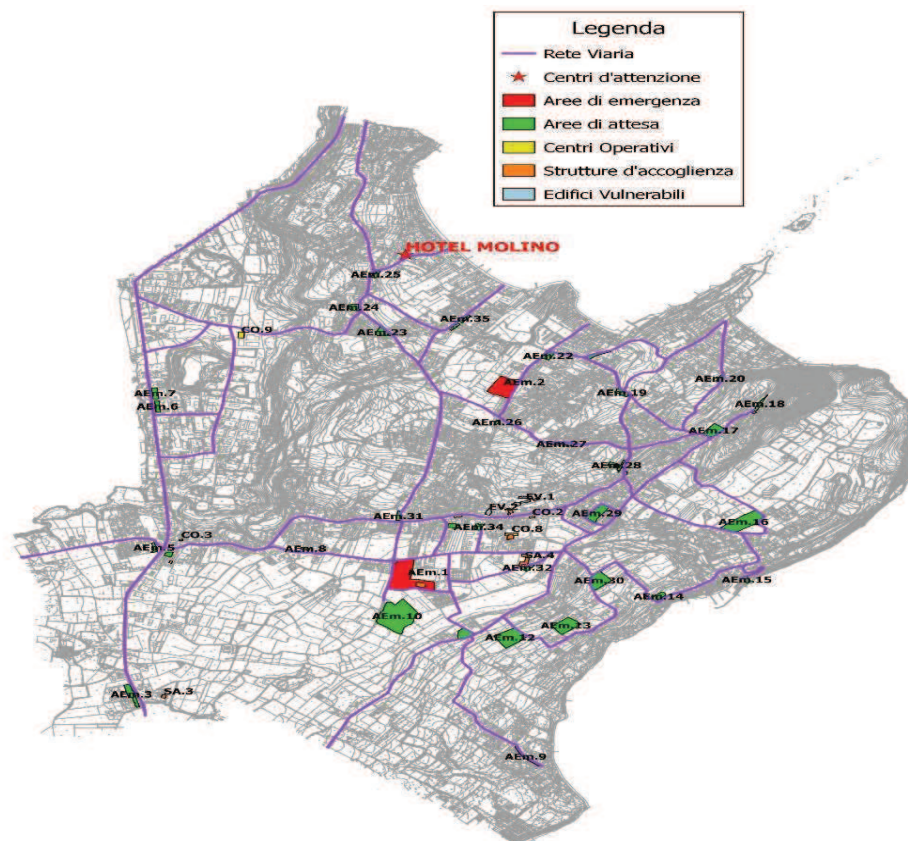 Legenda
Rete Viaria
Centri d'attenzione
Aree di emergenza
Aree di attesa
Centri Operativi
Strutture d'accoglienza
Edifici Vulnerabili
HOTEL MOLINO
AEm.25
AEm.24
AEm.35
CO.9
AEm.23
AEm.22
AEm.2
AEm.20
AEm.7
AEm.19
AEm.6
AEm.18
AEm.26
AEm.17
AEm.27
AEm.28
EV.1
EV.2
CO.2
AEm.31
AEm.29
AEm.34
AEm.16
CO.8
CO.3
AEm.5
AEm.8
SA.4
AEm.32
AEm.1
AEm.30
AEm.15
AEm.14
AEm.10
AEm.13
AEm.12
AEm.3
SA.3
AEm.9